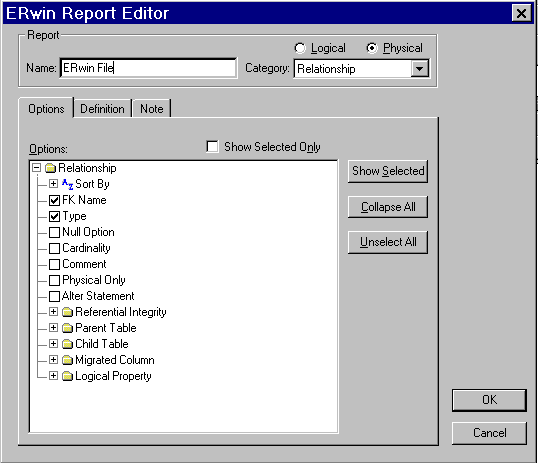 ERwin Report Editor
Report
Logical Physical
Name: ERwin File Category: Relationship
Options Definition Note
Options: Show Selected Only
Relationship
Sort By
FK Name
Type
Null Option
Cardinality
Comment
Physical Only
Alter Statement
Referential Integrity
Parent Table
Child Table
Migrated Column
Logical Property
Show Selected
Collapse All
Unselect All
OK
Cancel